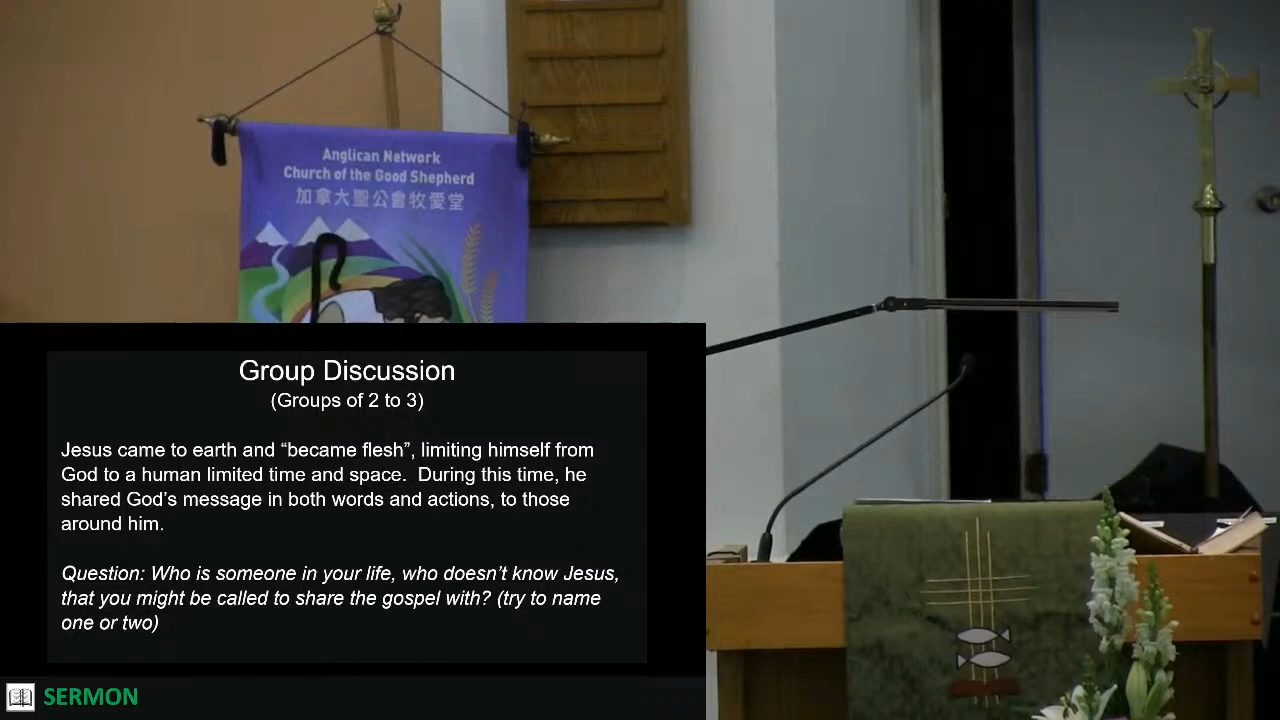 Anglican Network
Church of the Good Shepherd
加拿大聖公會牧愛堂
Group Discussion
(Groups of 2 to 3)
Jesus came to earth and “became flesh”, limiting himself from
God to a human limited time and space.  During this time, he
shared God’s message in both words and actions, to those
around him.
Question: Who is someone in your life, who doesn’t know Jesus,
that you might be called to share the gospel with? (try to name
one or two)
SERMON